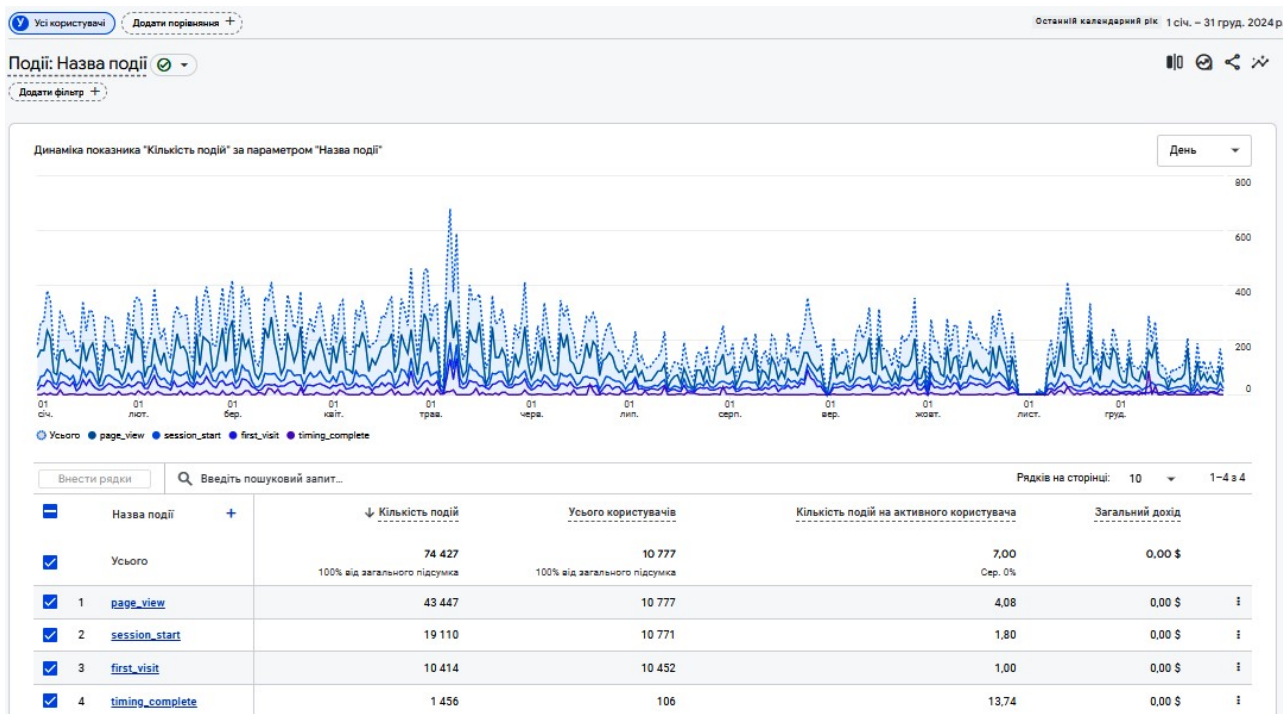 У Усі користувачі Додати порівняння +
Останній календарний рік 1 січ. – 31 груд. 2024 р
Події: Назва події
Додати фільтр +
Динаміка показника "Кількість подій" за параметром "Назва події"
День
800
600
400
200
0
01 січ.
01 лют.
01 бер.
01 квіт.
01 трав.
01 черв.
01 лип.
01 серп.
01 вер.
01 жовт.
01 лист.
01 груд.
Усього page_view session_start first_visit timing_complete
Внести рядки Введіть пошуковий запит... Рядків на сторінці: 10 1–4 з 4
Назва події + ↓ Кількість подій Усього користувачів Кількість подій на активного користувача Загальний дохід
Усього 74 427 10 777 7,00 0,00 $
100% від загального підсумка 100% від загального підсумка Сер. 0%
1 page_view 43 447 10 777 4,08 0,00 $
2 session_start 19 110 10 771 1,80 0,00 $
3 first_visit 10 414 10 452 1,00 0,00 $
4 timing_complete 1 456 106 13,74 0,00 $